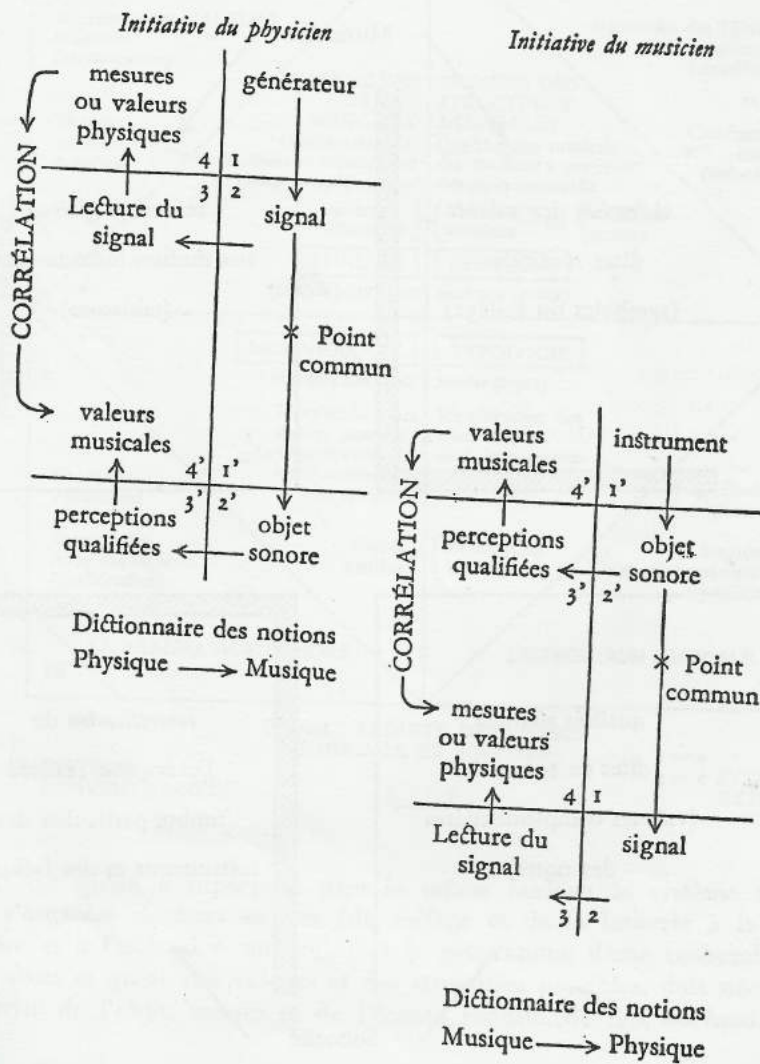 Initiative du physicien
mesures
ou valeurs
physiques
générateur
4 1
3 2
Lecture du
signal
signal
CORRÉLATION
Point
commun
valeurs
musicales
4' 1'
3' 2'
perceptions
qualifiées
objet
sonore
Dictionnaire des notions
Physique → Musique
Initiative du musicien
valeurs
musicales
instrument
4' 1'
perceptions
qualifiées
objet
sonore
3' 2'
CORRÉLATION
Point
commun
mesures
ou valeurs
physiques
4 1
Lecture du
signal
signal
3 2
Dictionnaire des notions
Musique → Physique